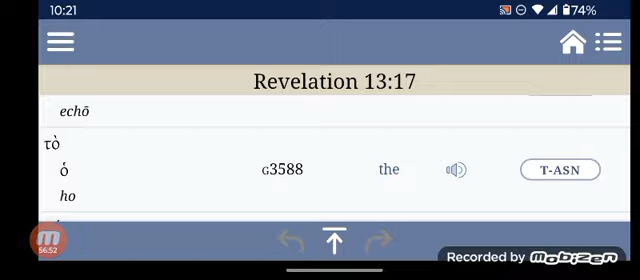 10:21
74%
Revelation 13:17
echō
τὸ
ὁ
ho
G3588
the
T-ASN
56:52
Recorded by Mobizen